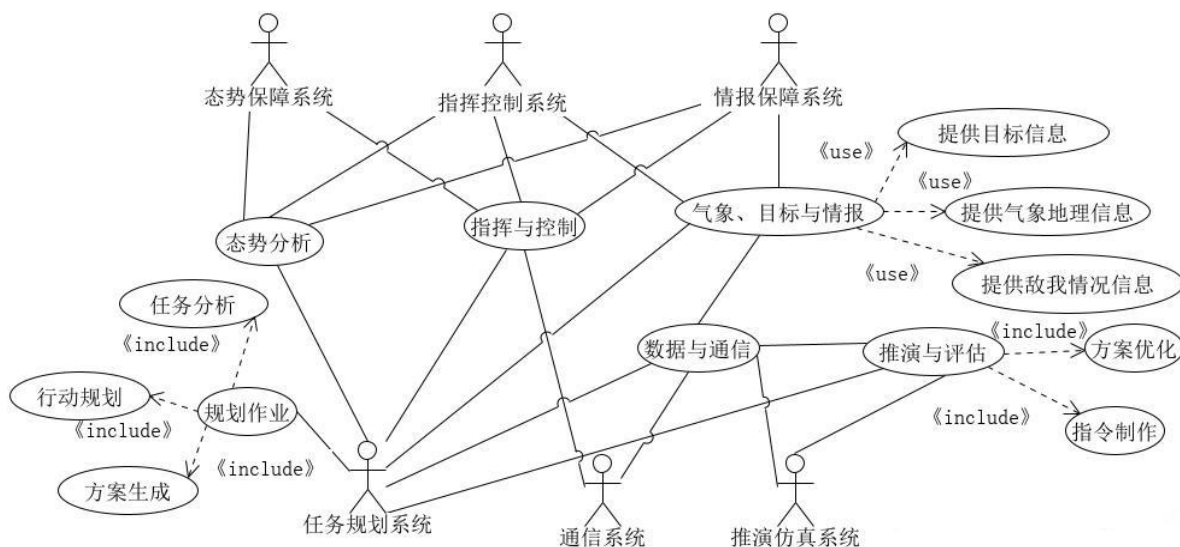 态势保障系统
指挥控制系统
情报保障系统
《use》
提供目标信息
《use》
提供气象地理信息
气象、目标与情报
指挥与控制
态势分析
《use》
提供敌我情况信息
任务分析
《include》
数据与通信
推演与评估
《include》
方案优化
行动规划
规划作业
《include》
《include》
指令制作
《include》
方案生成
任务规划系统
通信系统
推演仿真系统